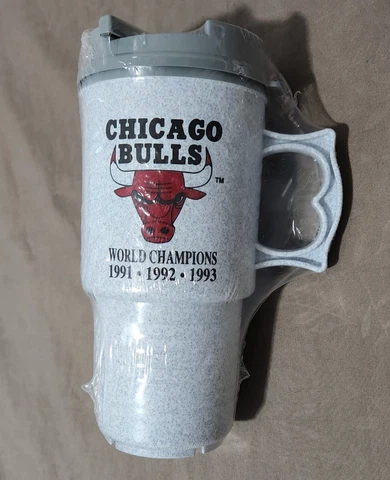 CHICAGO
BULLS
TM
WORLD CHAMPIONS
1991 • 1992 • 1993